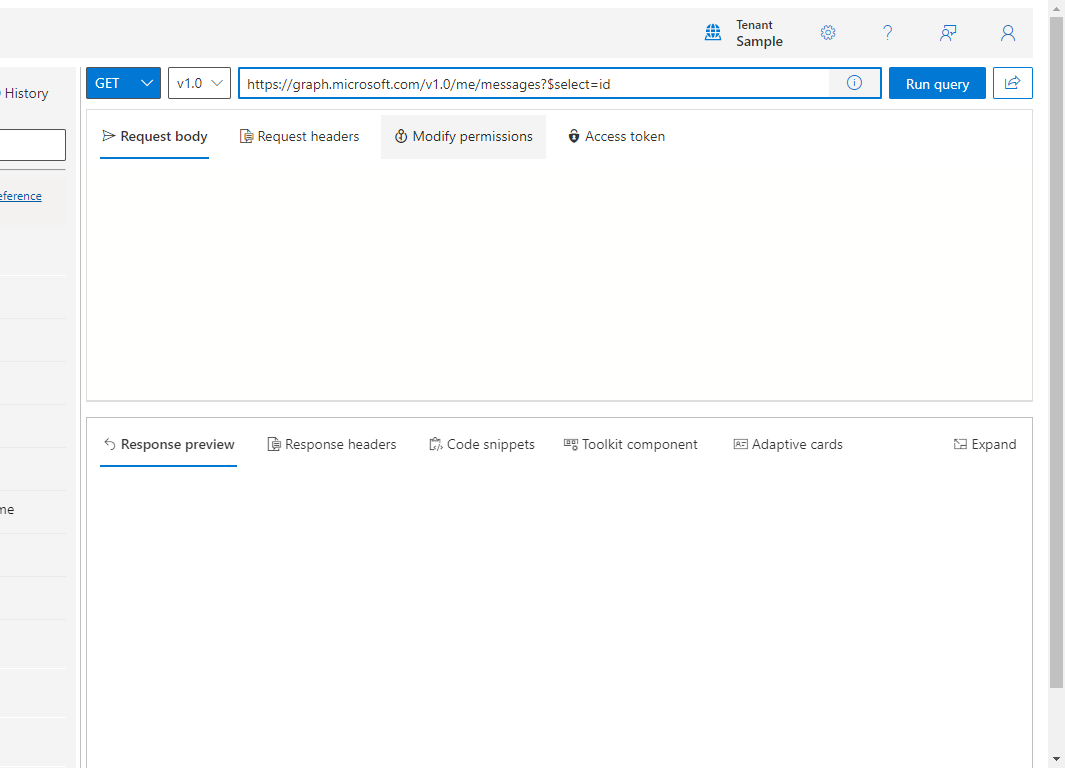 Tenant
Sample
GET
v1.0
https://graph.microsoft.com/v1.0/me/messages?$select=id
Run query
History
Request body
Request headers
Modify permissions
Access token
eference
Response preview
Response headers
Code snippets
Toolkit component
Adaptive cards
Expand
me